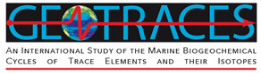 GEOTRACES
AN INTERNATIONAL STUDY OF THE MARINE BIOGEOCHEMICAL
CYCLES OF TRACE ELEMENTS AND THEIR ISOTOPES